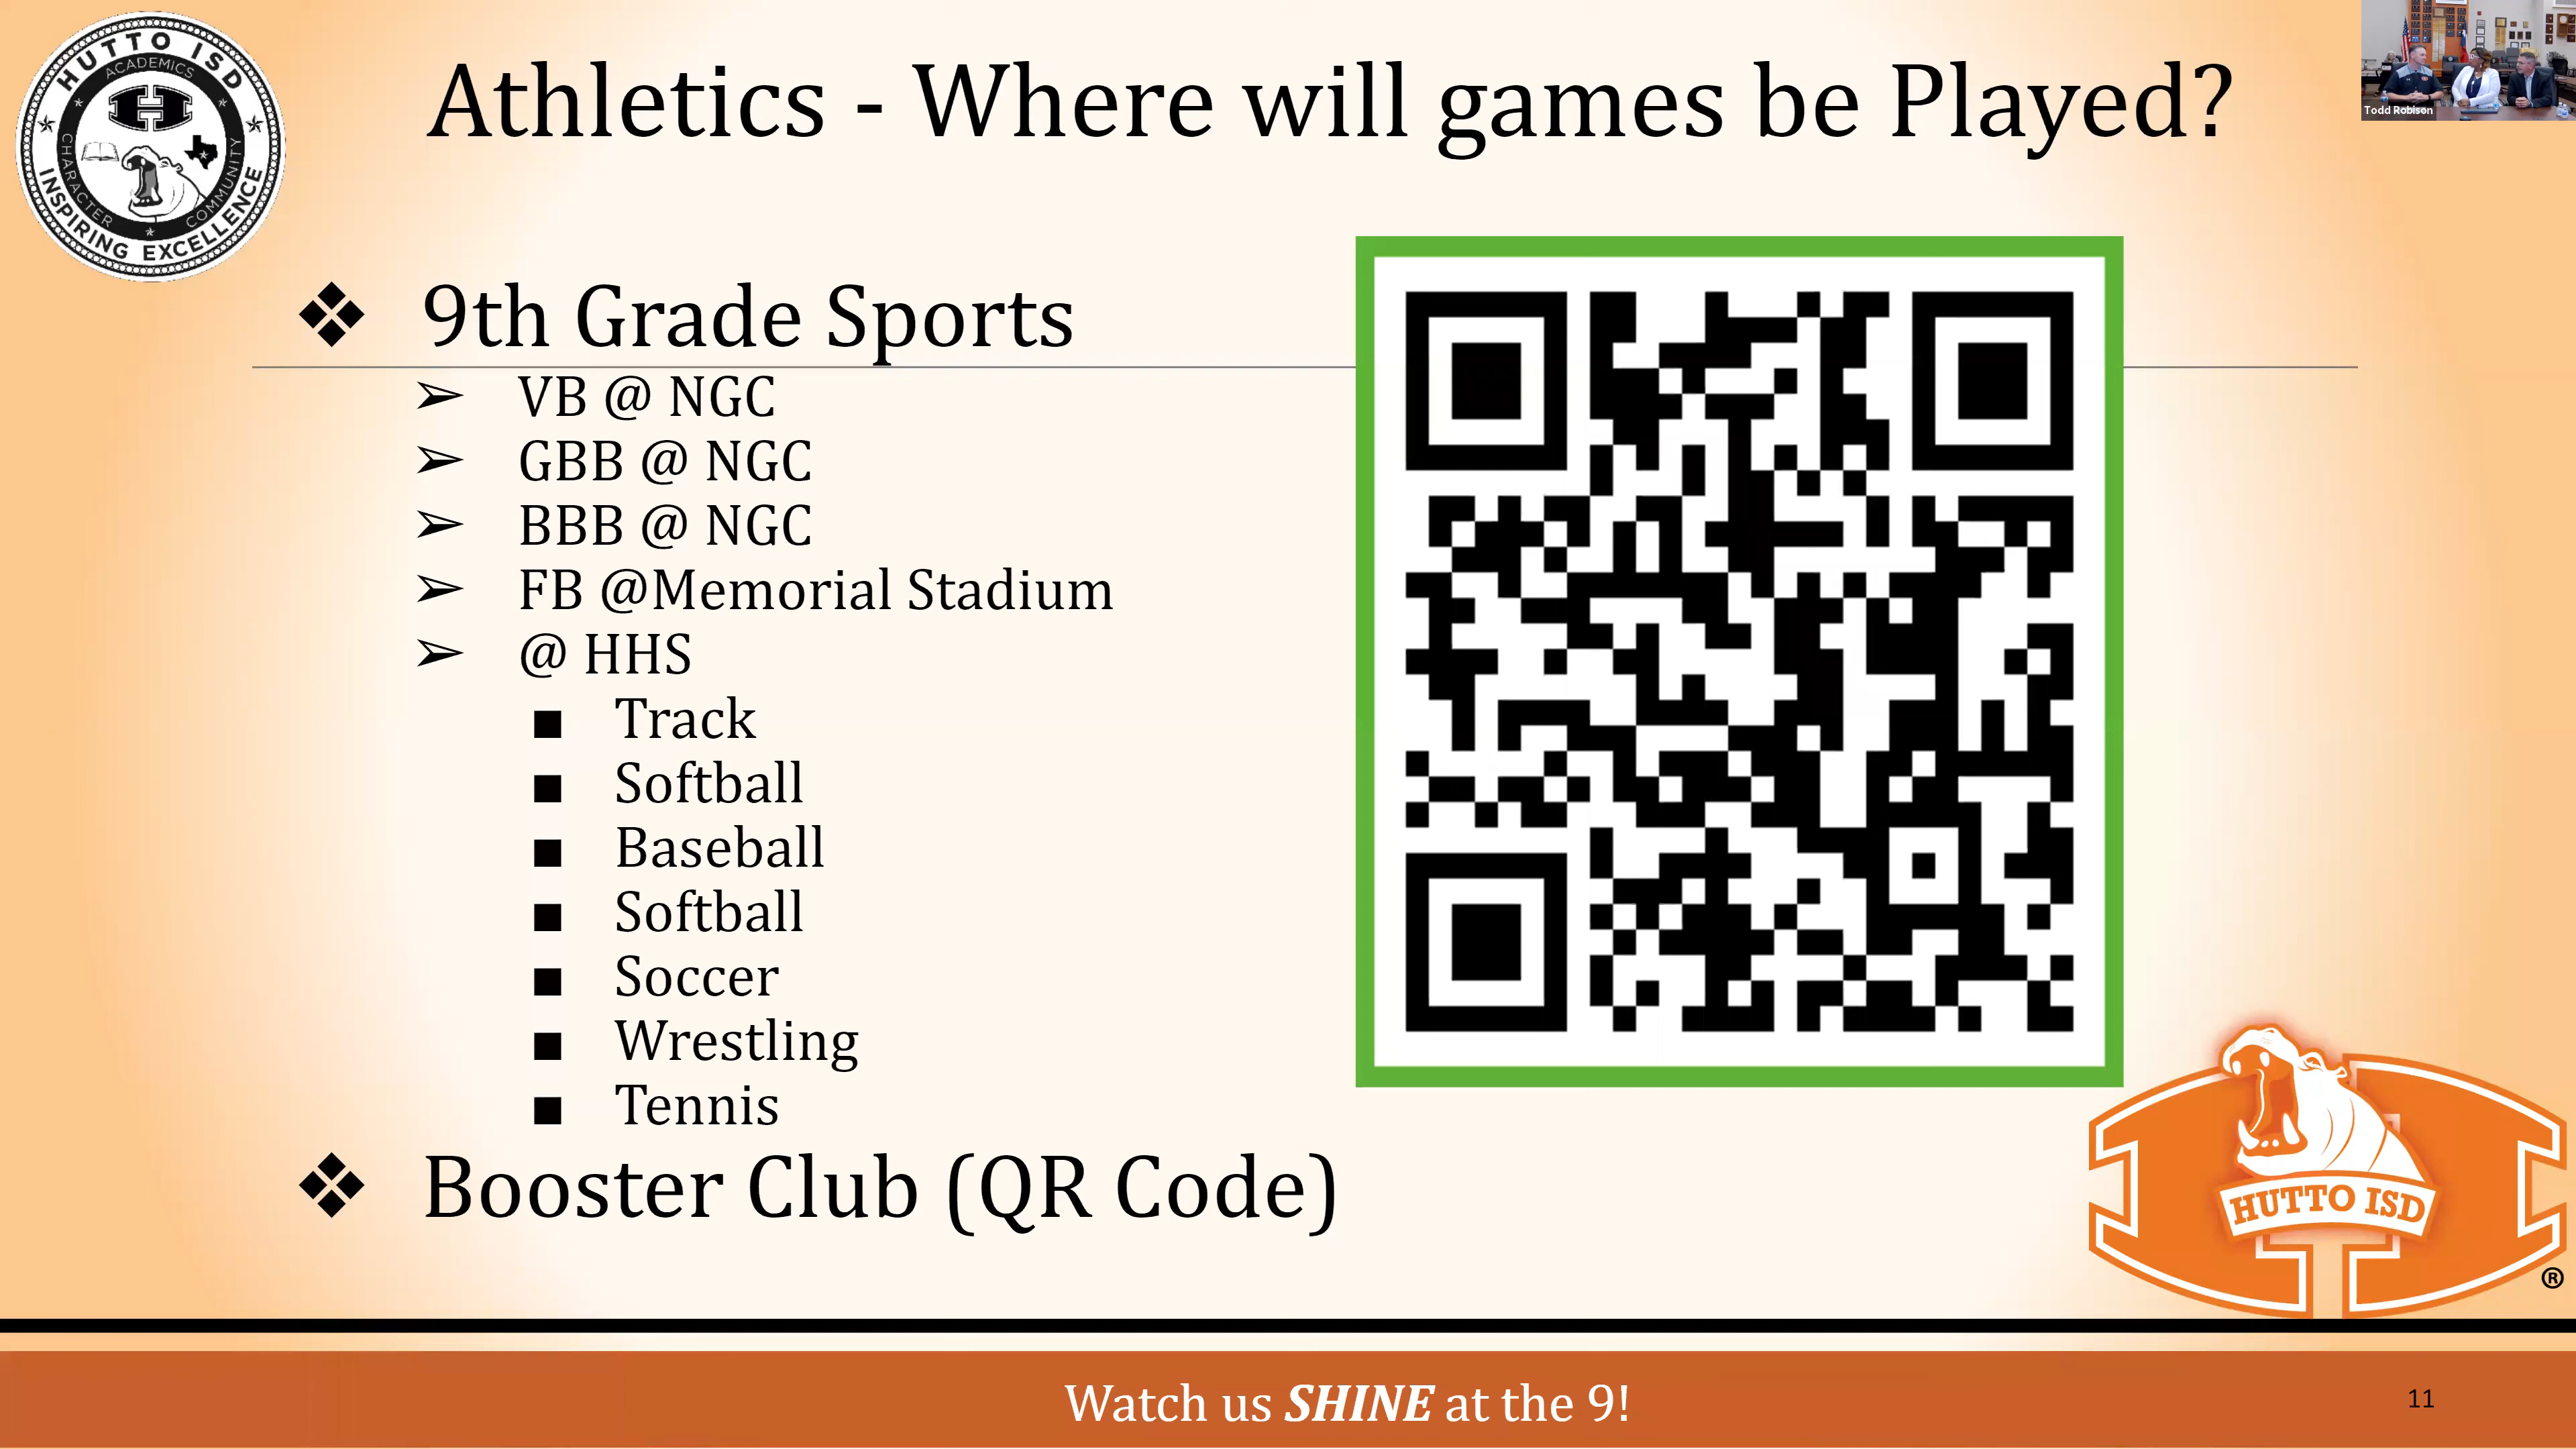 HUTTO ISD
ACADEMICS
CHARACTER
COMMUNITY
INSPIRING EXCELLENCE
Athletics - Where will games be Played?
Todd Robison
❖ 9th Grade Sports
➢ VB @ NGC
➢ GBB @ NGC
➢ BBB @ NGC
➢ FB @Memorial Stadium
➢ @ HHS
■ Track
■ Softball
■ Baseball
■ Softball
■ Soccer
■ Wrestling
■ Tennis
❖ Booster Club (QR Code)
HUTTO ISD
®
Watch us SHINE at the 9!
11